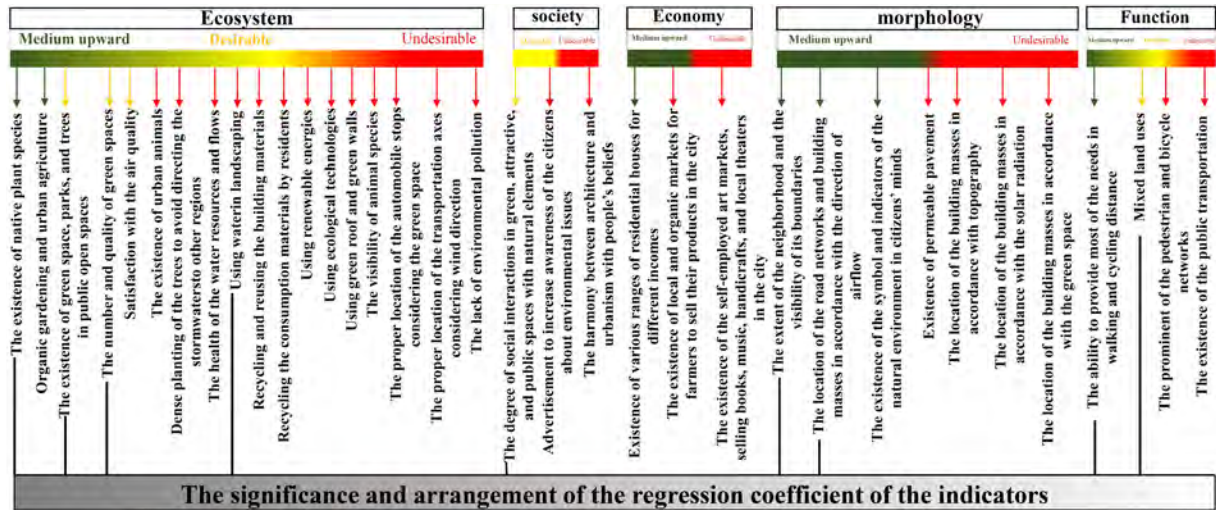 Ecosystem
society
Economy
morphology
Function
Medium upward
Desirable
Undesirable
Medium upward
Medium upward
Undesirable
Medium upward
The existence of native plant species
Organic gardening and urban agriculture
The existence of green space, parks, and trees
in public open spaces
The number and quality of green spaces
Satisfaction with the air quality
The existence of urban animals
Dense planting of the trees to avoid directing the
stormwatersto other regions
The health of the water resources and flows
Using waterin landscaping
Recycling and reusing the building materials
Recycling the consumption materials by residents
Using renewable energies
Using ecological technologies
Using green roof and green walls
The visibility of animal species
The proper location of the automobile stops
considering the green space
The proper location of the transportation axes
considering wind direction
The lack of environmental pollution
The degree of social interactions in green, attractive,
and public spaces with natural elements
Advertisement to increase awareness of the citizens
about environmental issues
The harmony between architecture and
urbanism with people's beliefs
Existence of various ranges of residential houses for
different incomes
The existence of local and organic markets for
farmers to sell their products in the city
The existence of the self-employed art markets,
selling books, music, handicrafts, and local theaters
in the city
The extent of the neighborhood and the
visibility of its boundaries
The location of the road networks and building
masses in accordance with the direction of
airflow
The existence of the symbol and indicators of the
natural environment in citizens' minds
Existence of permeable pavement
The location of the building masses in
accordance with topography
The location of the building masses in
accordance with the solar radiation
The location of the building masses in accordance
with the green space
The ability to provide most of the needs in
walking and cycling distance
Mixed land uses
The prominent of the pedestrian and bicycle
networks
The existence of the public transportation
The significance and arrangement of the regression coefficient of the indicators